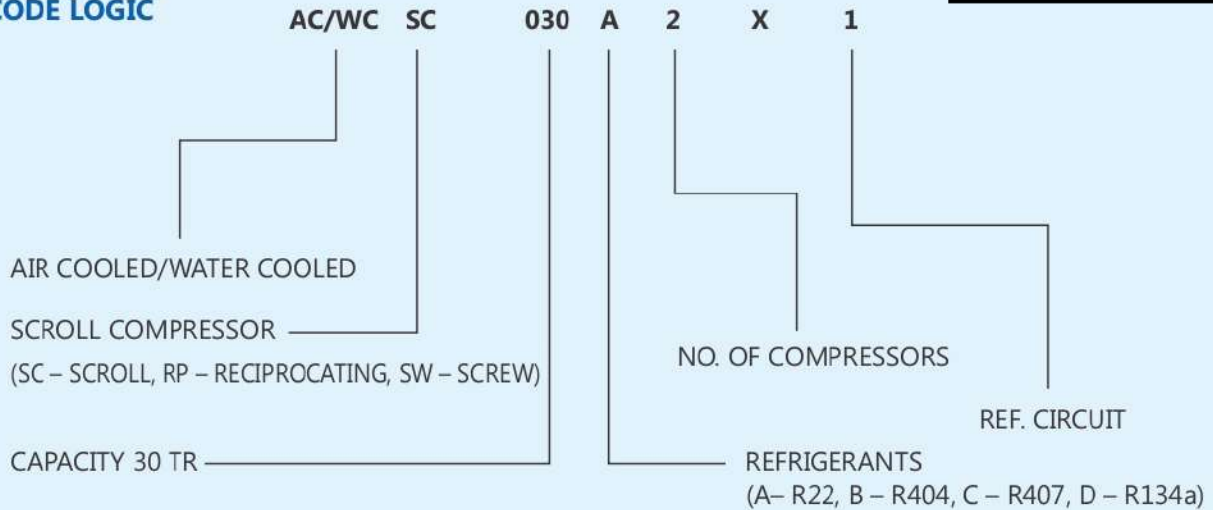 CODE LOGIC
AC/WC SC 030 A 2 X 1
AIR COOLED/WATER COOLED
SCROLL COMPRESSOR
(SC – SCROLL, RP – RECIPROCATING, SW – SCREW)
NO. OF COMPRESSORS
REF. CIRCUIT
CAPACITY 30 TR
REFRIGERANTS
(A– R22, B – R404, C – R407, D – R134a)